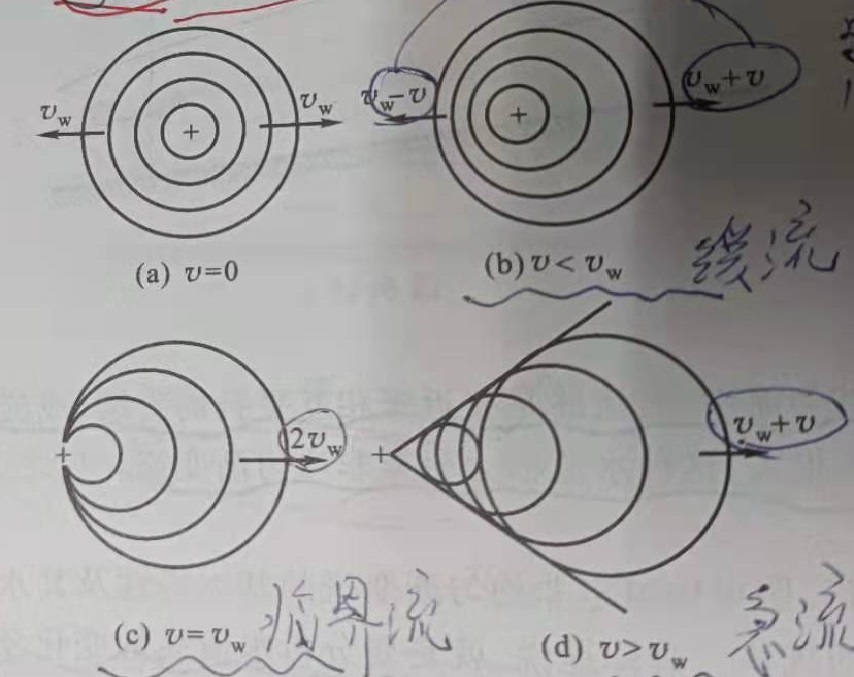 v_w v_w
(a) v=0
v_w-v v_w+v
(b) v< v_w 缓流
2v_w
(c) v= v_w 临界流
v_w+v
(d) v> v_w 急流